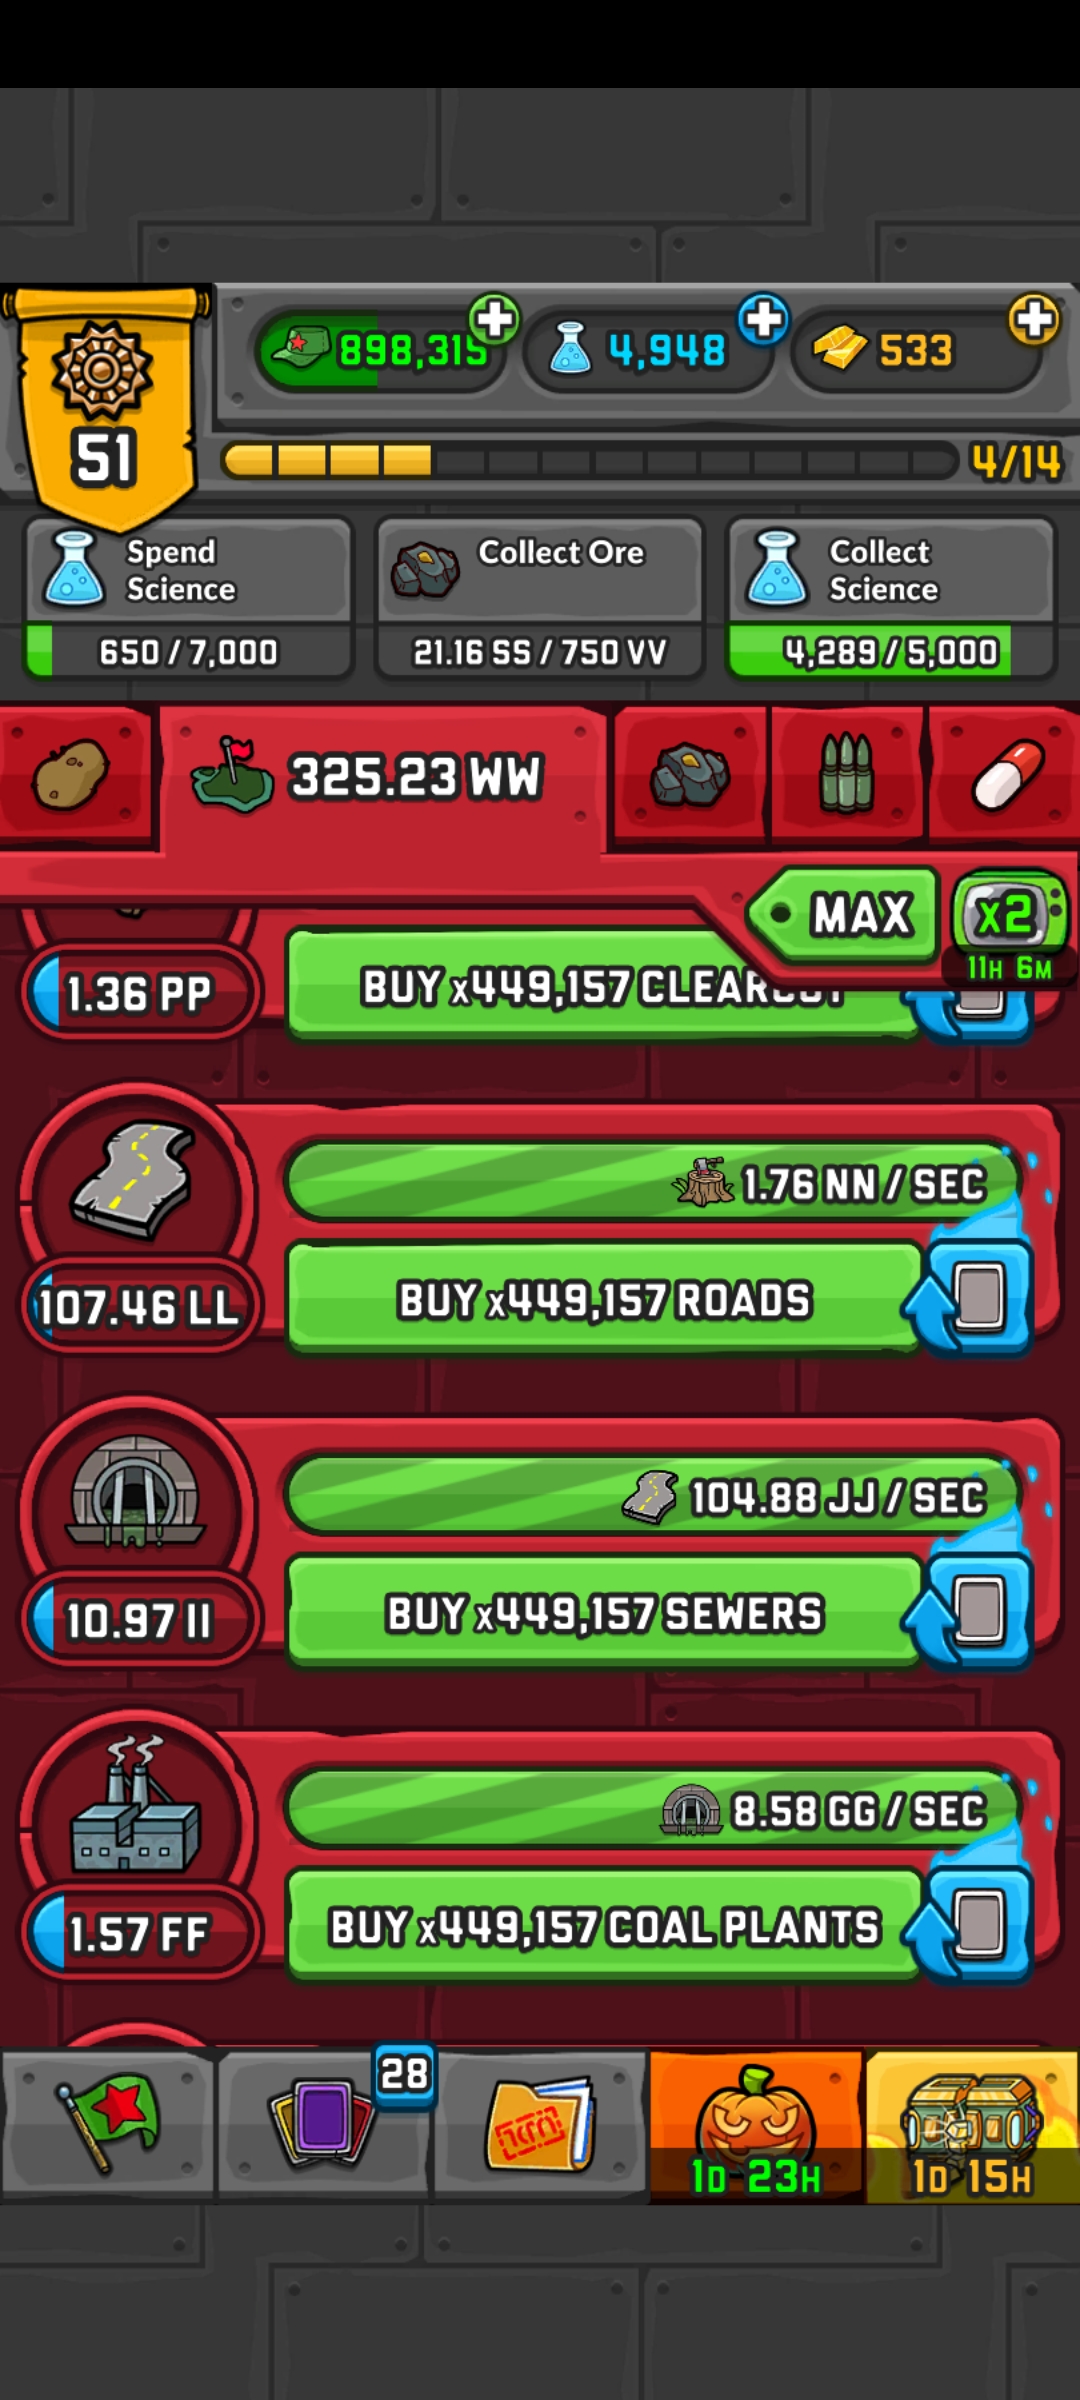 898,315
4,948
533
51
4/14
Spend
Science
650 / 7,000
Collect Ore
21.16 SS / 750 VV
Collect
Science
4,289 / 5,000
325.23 WW
MAX
x2
11H 6M
1.36 PP
BUY x449,157 CLEARCUT
1.76 NN / SEC
107.46 LL
BUY x449,157 ROADS
104.88 JJ / SEC
10.97 II
BUY x449,157 SEWERS
8.58 GG / SEC
1.57 FF
BUY x449,157 COAL PLANTS
28
1D 23H
1D 15H